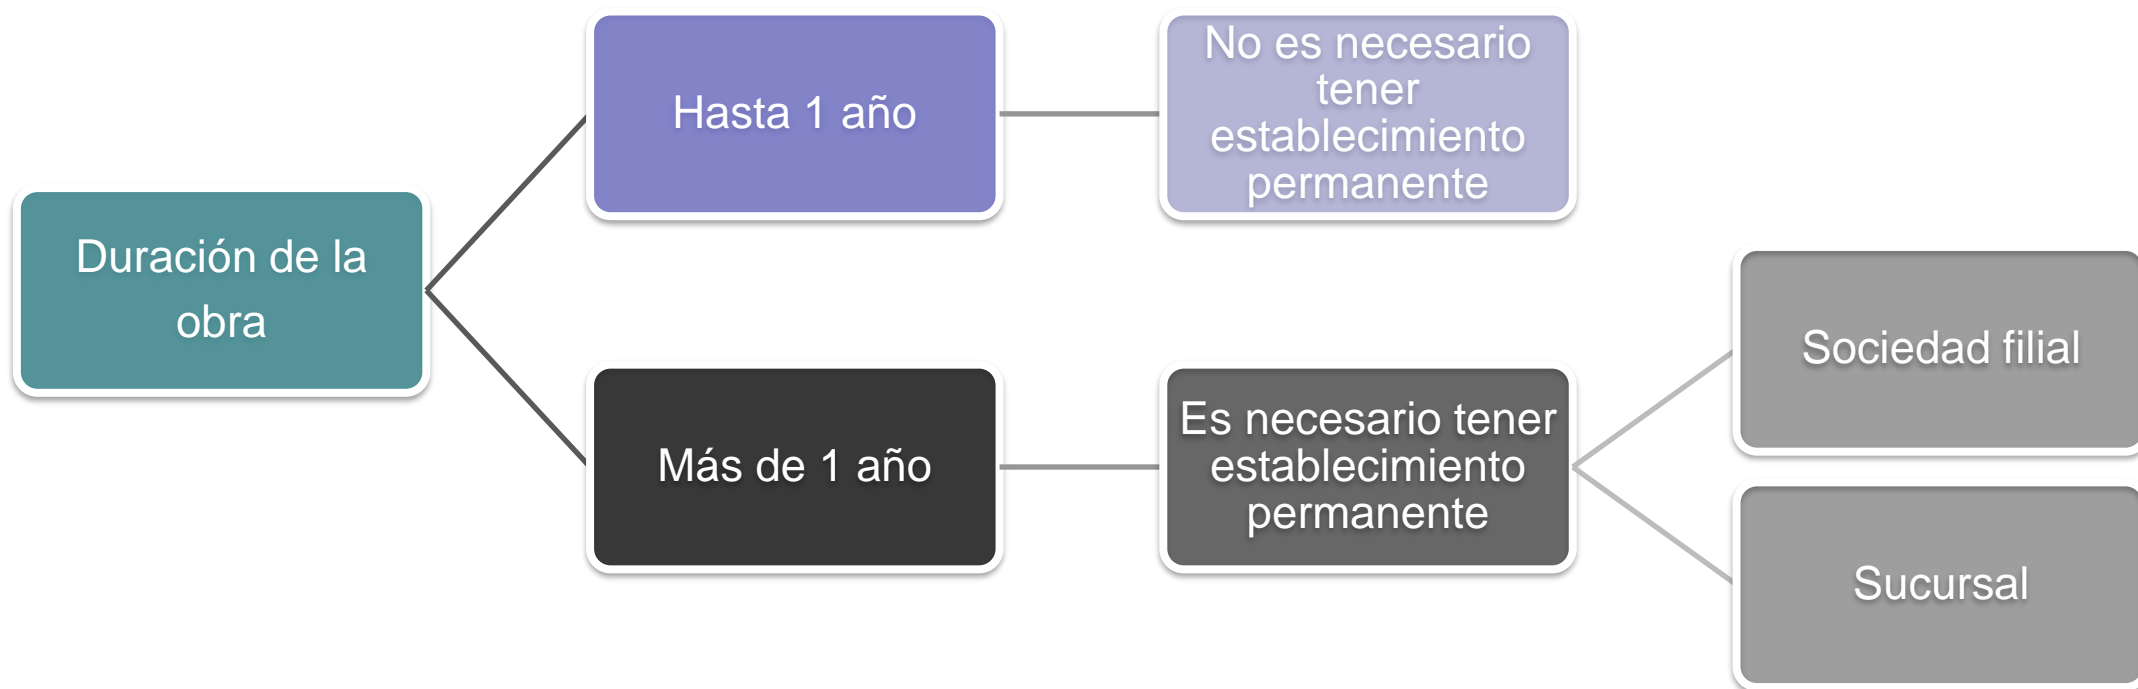 Duración de la
obra
Hasta 1 año
No es necesario
tener
establecimiento
permanente
Más de 1 año
Es necesario tener
establecimiento
permanente
Sociedad filial
Sucursal